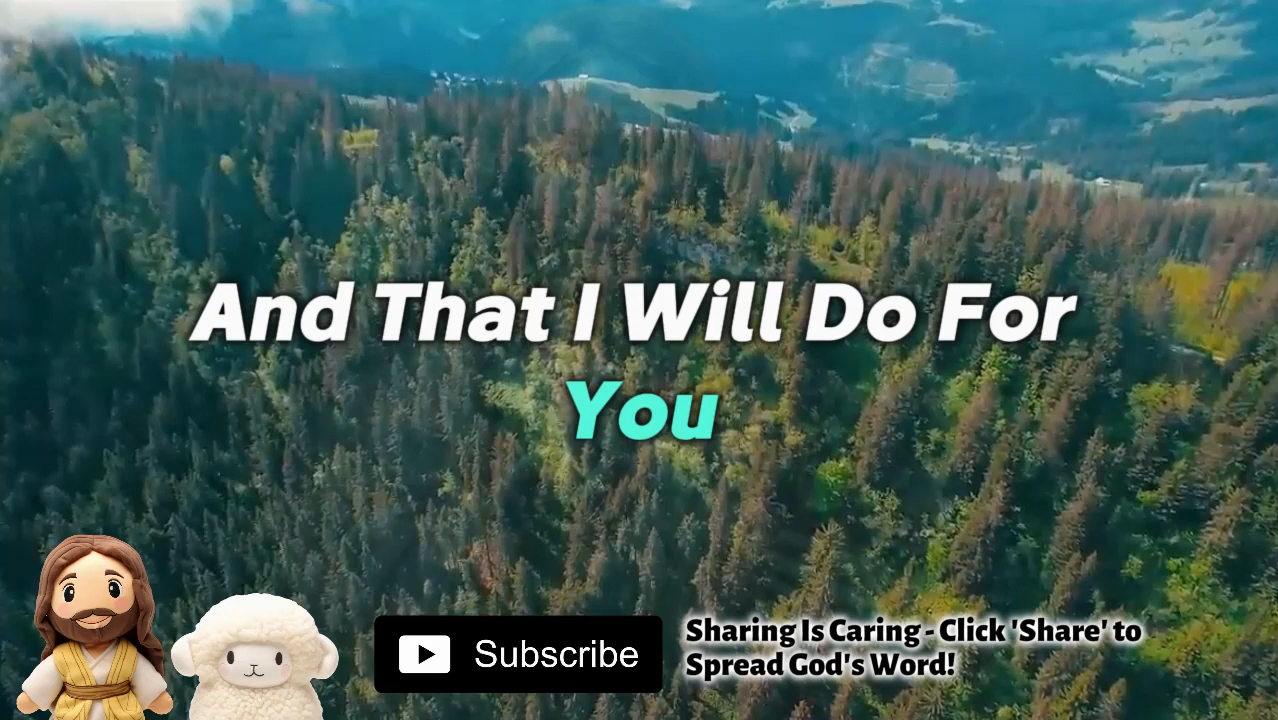 And That I Will Do For
You
Subscribe
Sharing Is Caring - Click 'Share' to
Spread God's Word!